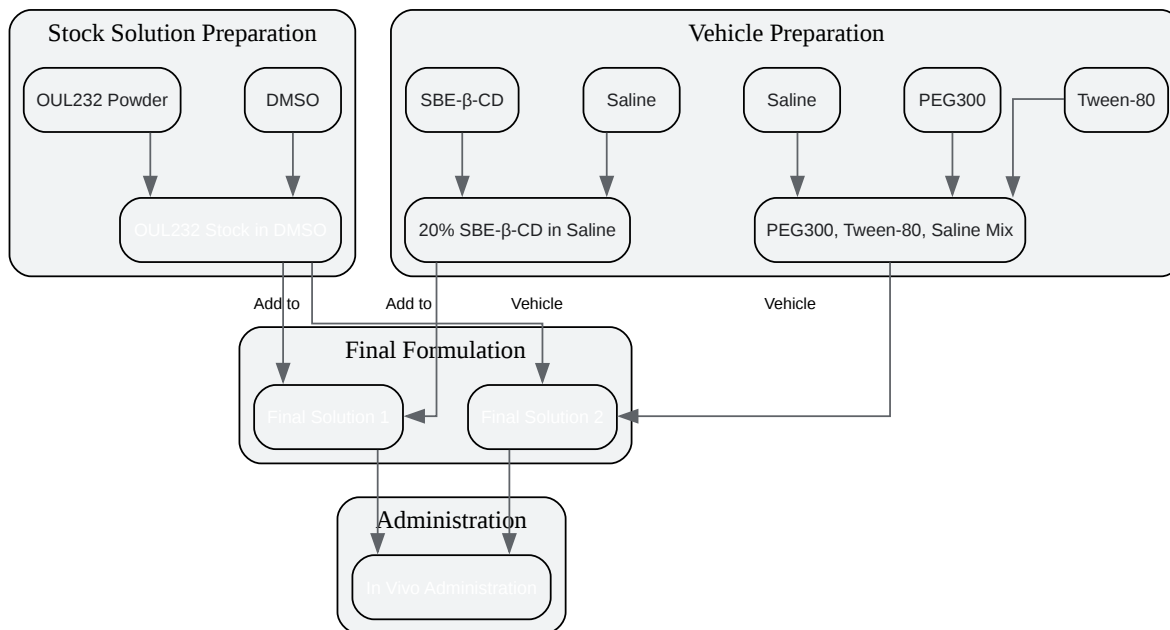 Stock Solution Preparation
Vehicle Preparation
OUL232 Powder
DMSO
SBE-β-CD
Saline
Saline
PEG300
Tween-80
OUL232 Stock in DMSO
20% SBE-β-CD in Saline
PEG300, Tween-80, Saline Mix
Add to
Add to
Vehicle
Vehicle
Final Formulation
Final Solution 1
Final Solution 2
Administration
In Vivo Administration